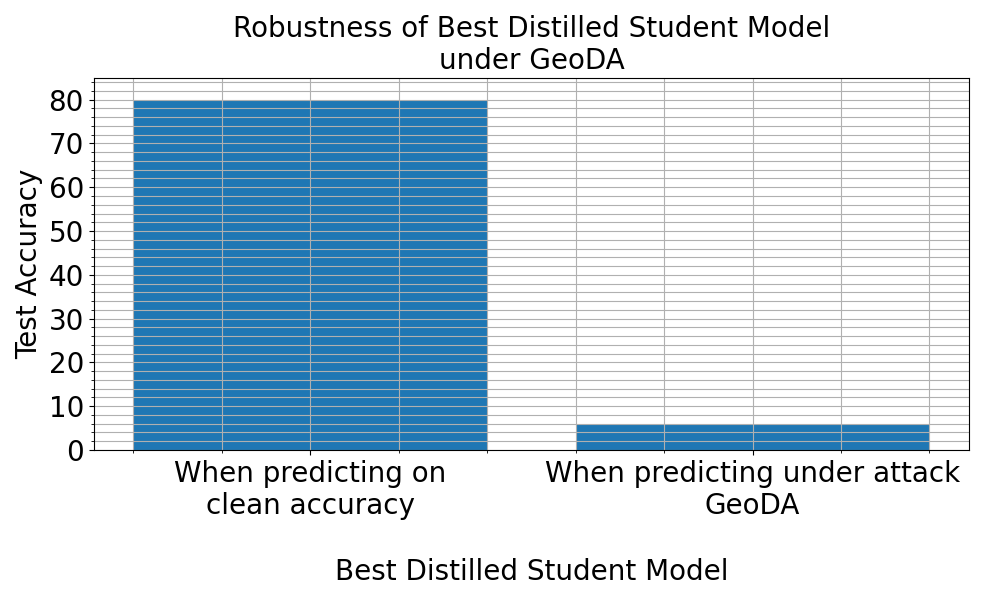 Robustness of Best Distilled Student Model
under GeoDA
80
70
60
50
40
30
20
10
0
Test Accuracy
When predicting on
clean accuracy
When predicting under attack
GeoDA
Best Distilled Student Model